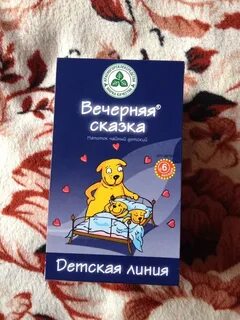 Вечерняя®
сказка
Напиток чайный детский
6
Детская линия